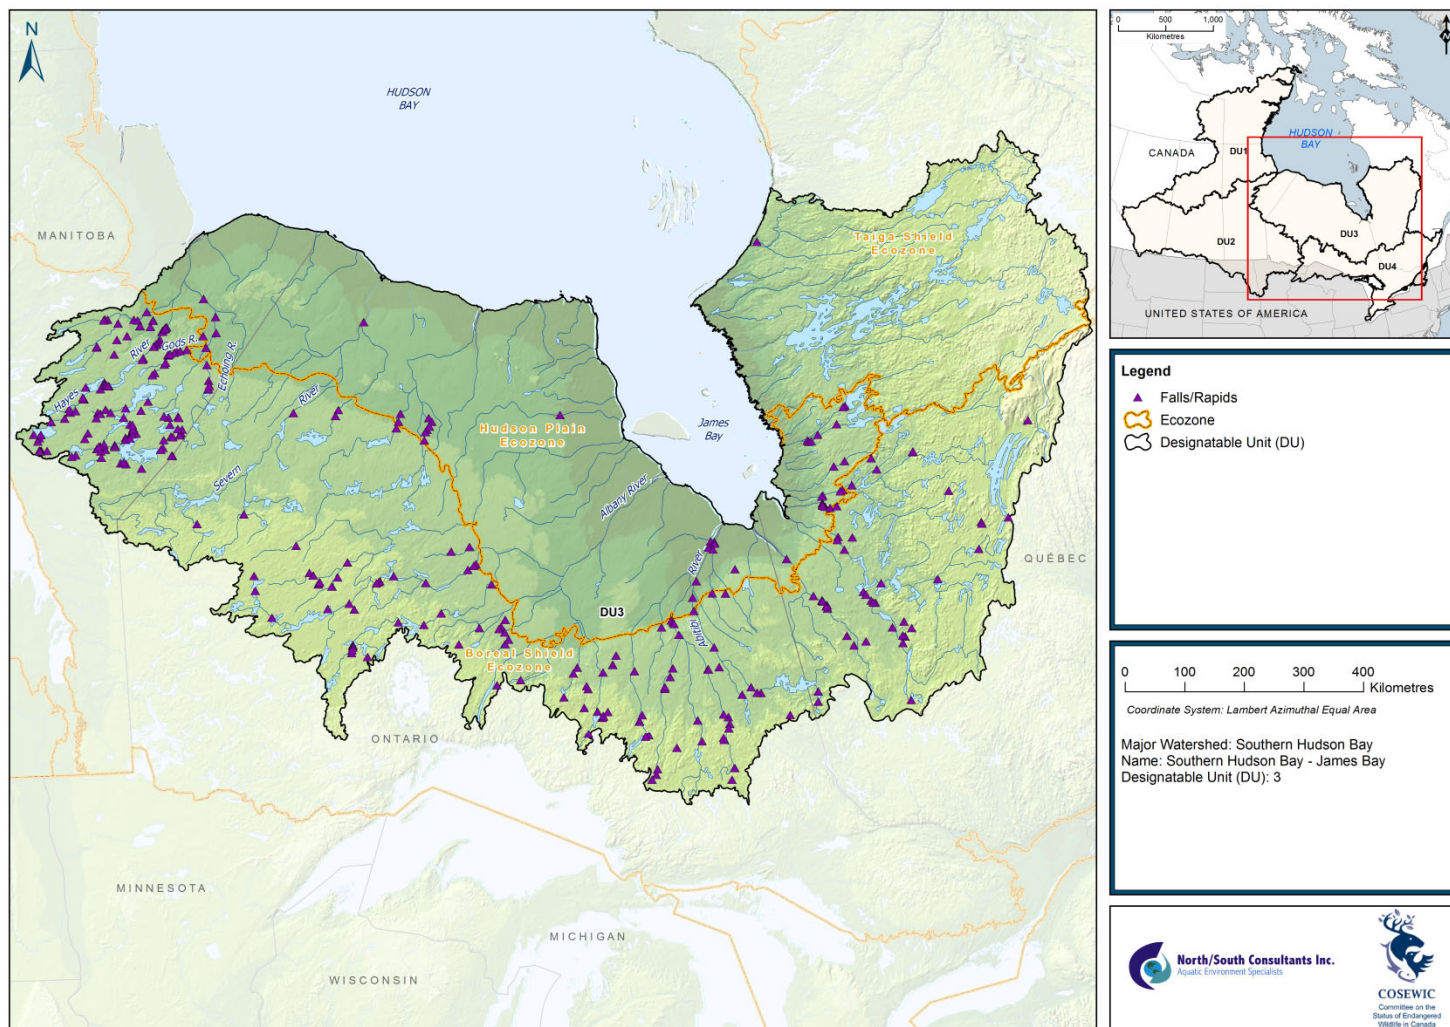 N
HUDSON
BAY
MANITOBA
Taiga Shield
Ecozone
Gods R.
River
Echoing R.
Hayes
River
Hudson Plain
Ecozone
James
Bay
Severn
Albany River
River
QUÉBEC
DU3
Abitibi
Boreal Shield
Ecozone
ONTARIO
MINNESOTA
MICHIGAN
WISCONSIN
0 500 1,000
Kilometres
N
HUDSON
BAY
CANADA
DU1
DU2
DU3
DU4
UNITED STATES OF AMERICA
Legend
Falls/Rapids
Ecozone
Designatable Unit (DU)
0 100 200 300 400
Kilometres
Coordinate System: Lambert Azimuthal Equal Area
Major Watershed: Southern Hudson Bay
Name: Southern Hudson Bay - James Bay
Designatable Unit (DU): 3
North/South Consultants Inc.
Aquatic Environment Specialists
COSEWIC
Committee on the
Status of Endangered
Wildlife in Canada